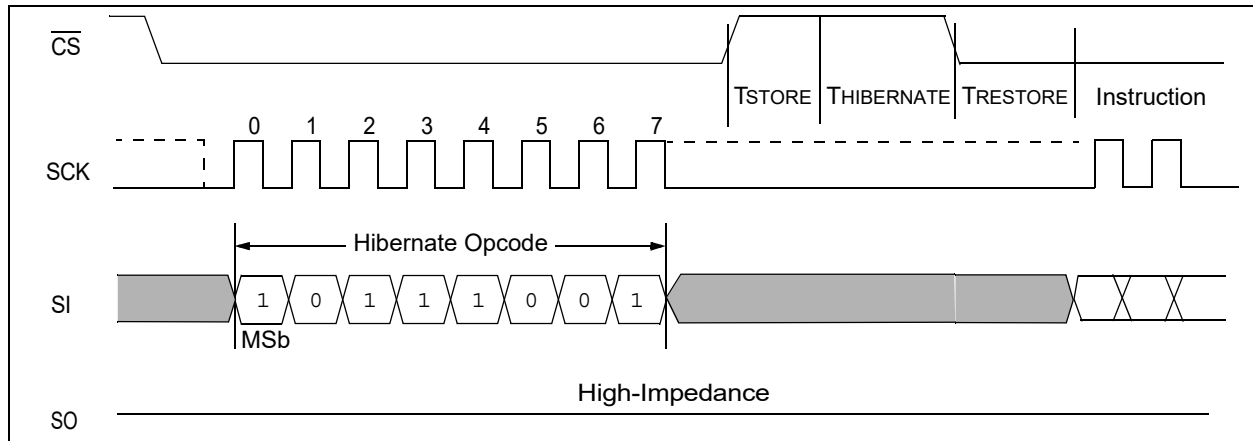 CS
TSTORE THIBERNATE TRESTORE Instruction
0 1 2 3 4 5 6 7
SCK
Hibernate Opcode
SI 1 0 1 1 1 0 0 1
MSb
High-Impedance
SO